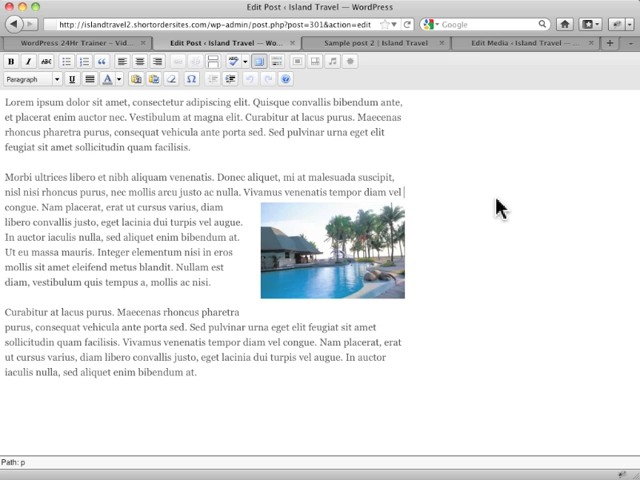 Edit Post ‹ Island Travel — WordPress
http://islandtravel2.shortordersites.com/wp-admin/post.php?post=301&action=edit
Google
WordPress 24Hr Trainer – Vid...
Edit Post ‹ Island Travel — Wo...
Sample post 2 | Island Travel
Edit Media ‹ Island Travel — ...
B I ABC
Paragraph U A
Lorem ipsum dolor sit amet, consectetur adipiscing elit. Quisque convallis bibendum ante,
et placerat enim auctor nec. Vestibulum at magna elit. Curabitur at lacus purus. Maecenas
rhoncus pharetra purus, consequat vehicula ante porta sed. Sed pulvinar urna eget elit
feugiat sit amet sollicitudin quam facilisis.
Morbi ultrices libero et nibh aliquam venenatis. Donec aliquet, mi at malesuada suscipit,
nisl nisi rhoncus purus, nec mollis arcu justo ac nulla. Vivamus venenatis tempor diam vel
congue. Nam placerat, erat ut cursus varius, diam
libero convallis justo, eget lacinia dui turpis vel augue.
In auctor iaculis nulla, sed aliquet enim bibendum at.
Ut eu massa mauris. Integer elementum nisi in eros
mollis sit amet eleifend metus blandit. Nullam est
diam, vestibulum quis tempus a, mollis ac nisi.
Curabitur at lacus purus. Maecenas rhoncus pharetra
purus, consequat vehicula ante porta sed. Sed pulvinar urna eget elit feugiat sit amet
sollicitudin quam facilisis. Vivamus venenatis tempor diam vel congue. Nam placerat, erat
ut cursus varius, diam libero convallis justo, eget lacinia dui turpis vel augue. In auctor
iaculis nulla, sed aliquet enim bibendum at.
Path: p